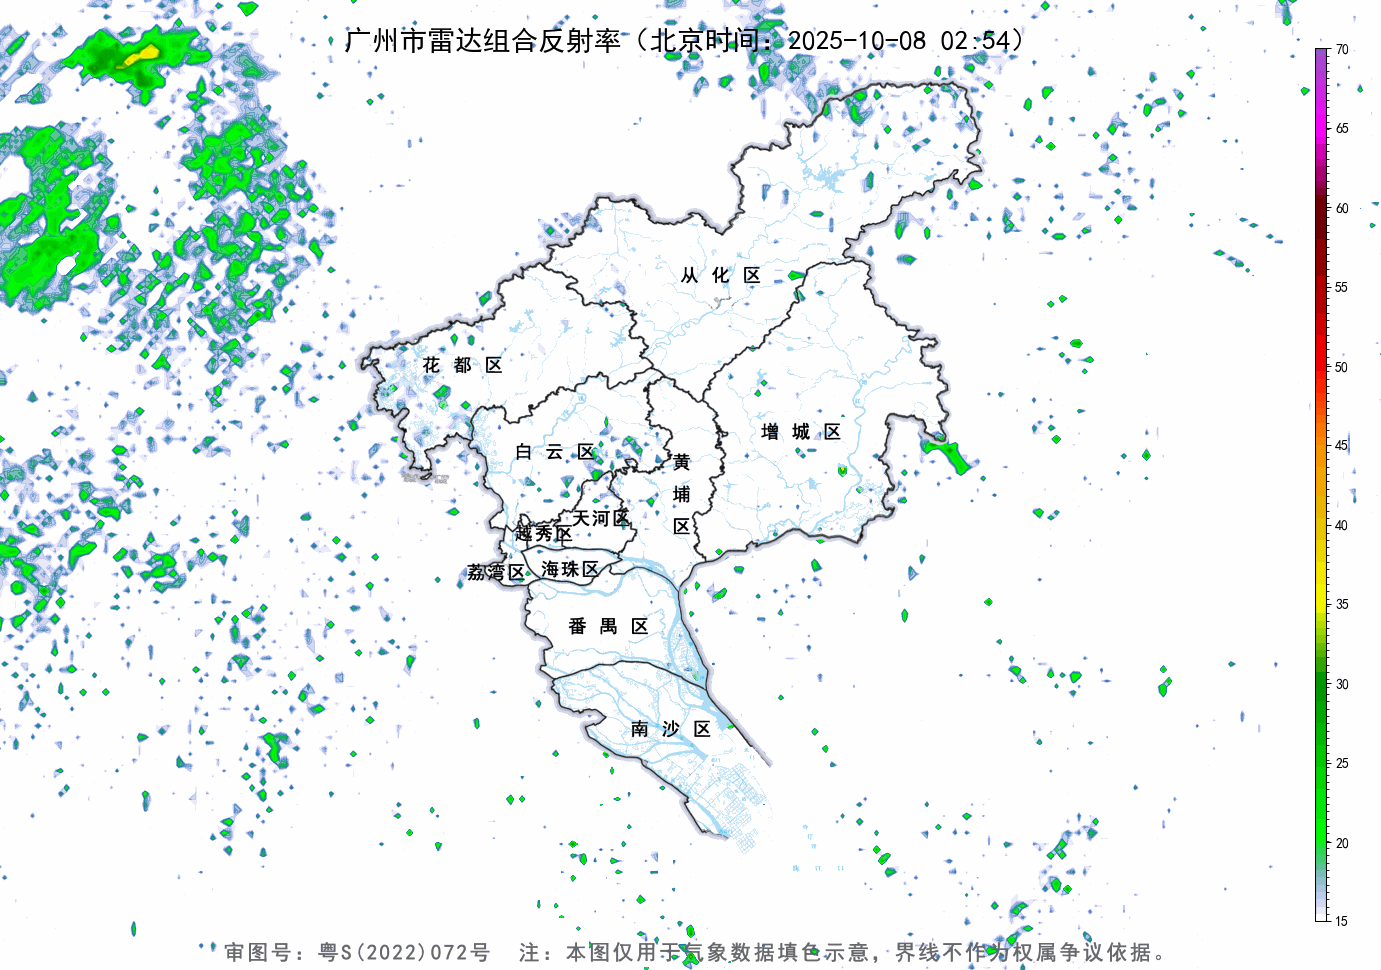 广州市雷达组合反射率（北京时间：2025-10-08 02:54）
70
65
60
55
50
45
40
35
30
25
20
15
从 化 区
花 都 区
增 城 区
白 云 区
黄
埔
区
天河区
越秀区
荔湾区
海珠区
番 禺 区
南 沙 区
审图号：粤S(2022)072号 注：本图仅用于气象数据填色示意，界线不作为权属争议依据。